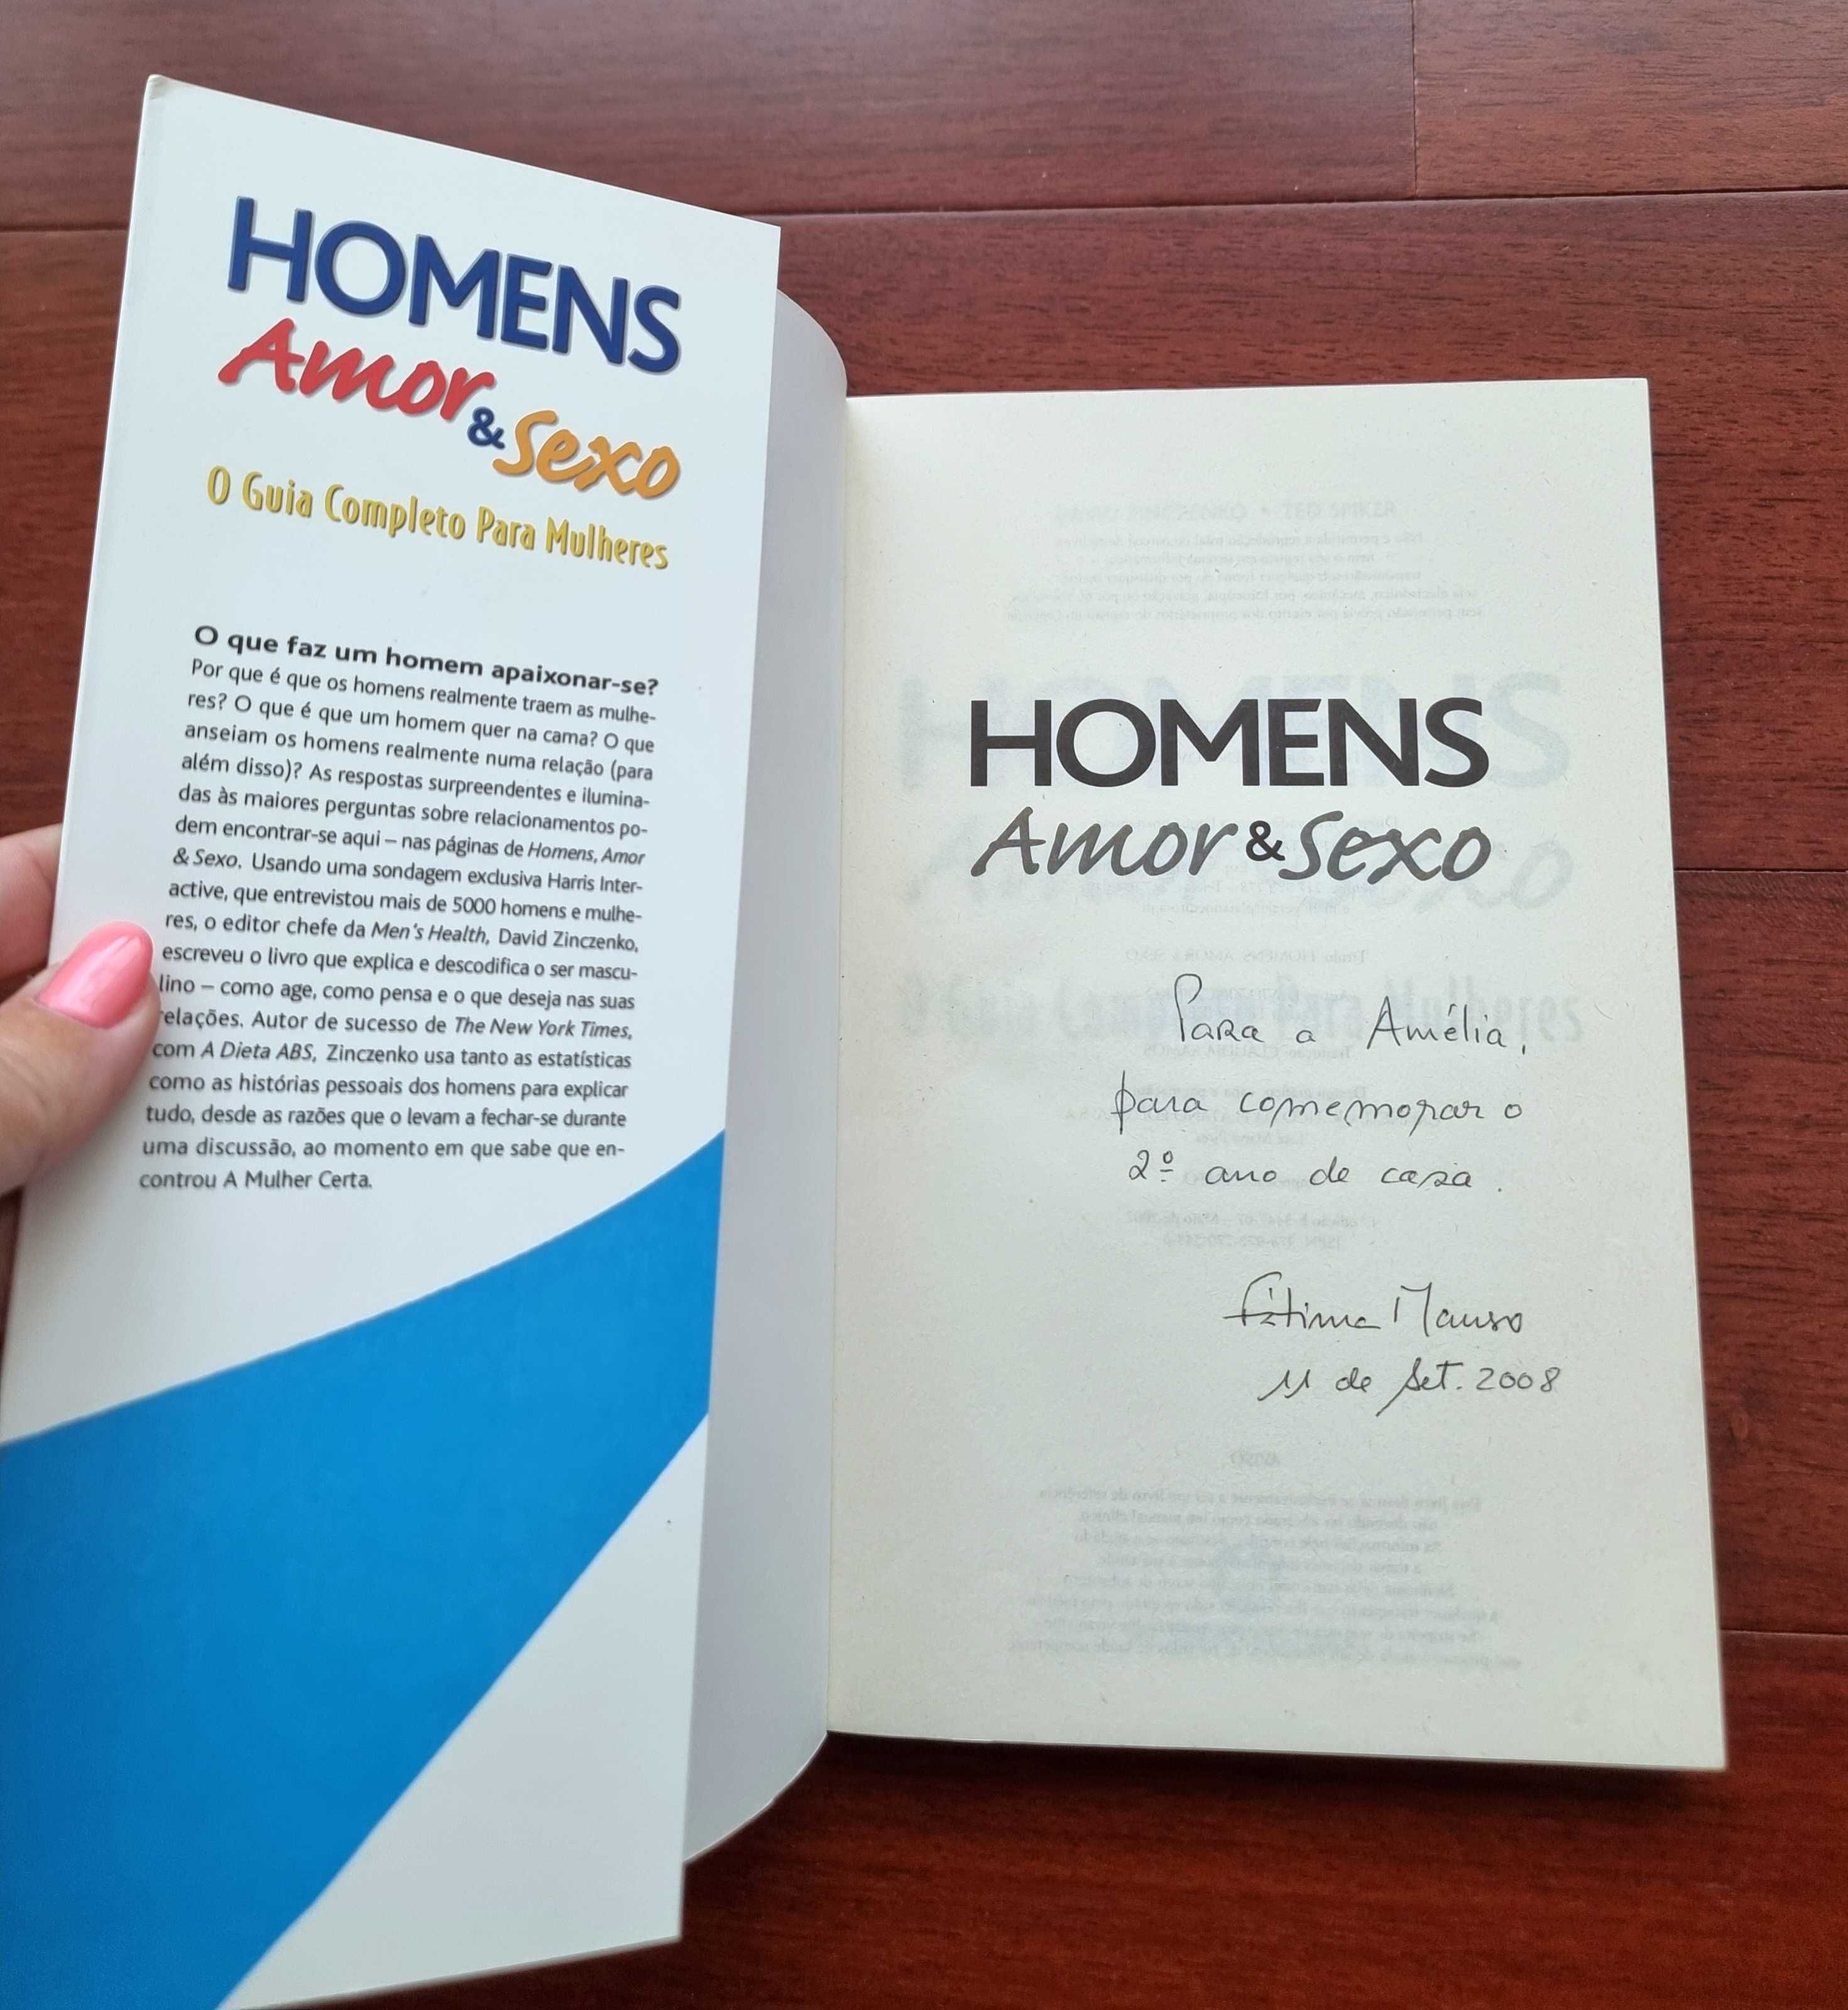 HOMENS
Amor
& Sexo
O Guia Completo Para Mulheres
O que faz um homem apaixonar-se?
Por que é que os homens realmente traem as mulhe-
res? O que é que um homem quer na cama? O que
anseiam os homens realmente numa relação (para
além disso)? As respostas surpreendentes e ilumina-
das às maiores perguntas sobre relacionamentos po-
dem encontrar-se aqui – nas páginas de Homens, Amor
& Sexo. Usando uma sondagem exclusiva Harris Inter-
active, que entrevistou mais de 5000 homens e mulhe-
res, o editor chefe da Men's Health, David Zinczenko,
escreveu o livro que explica e descodifica o ser mascu-
lino – como age, como pensa e o que deseja nas suas
relações. Autor de sucesso de The New York Times,
com A Dieta ABS, Zinczenko usa tanto as estatísticas
como as histórias pessoais dos homens para explicar
tudo, desde as razões que o levam a fechar-se durante
uma discussão, ao momento em que sabe que en-
controu A Mulher Certa.
HOMENS
Amor & Sexo
Para a Amélia,
para comemorar o
2º ano de casa.
Fátima
11 de Set. 2008